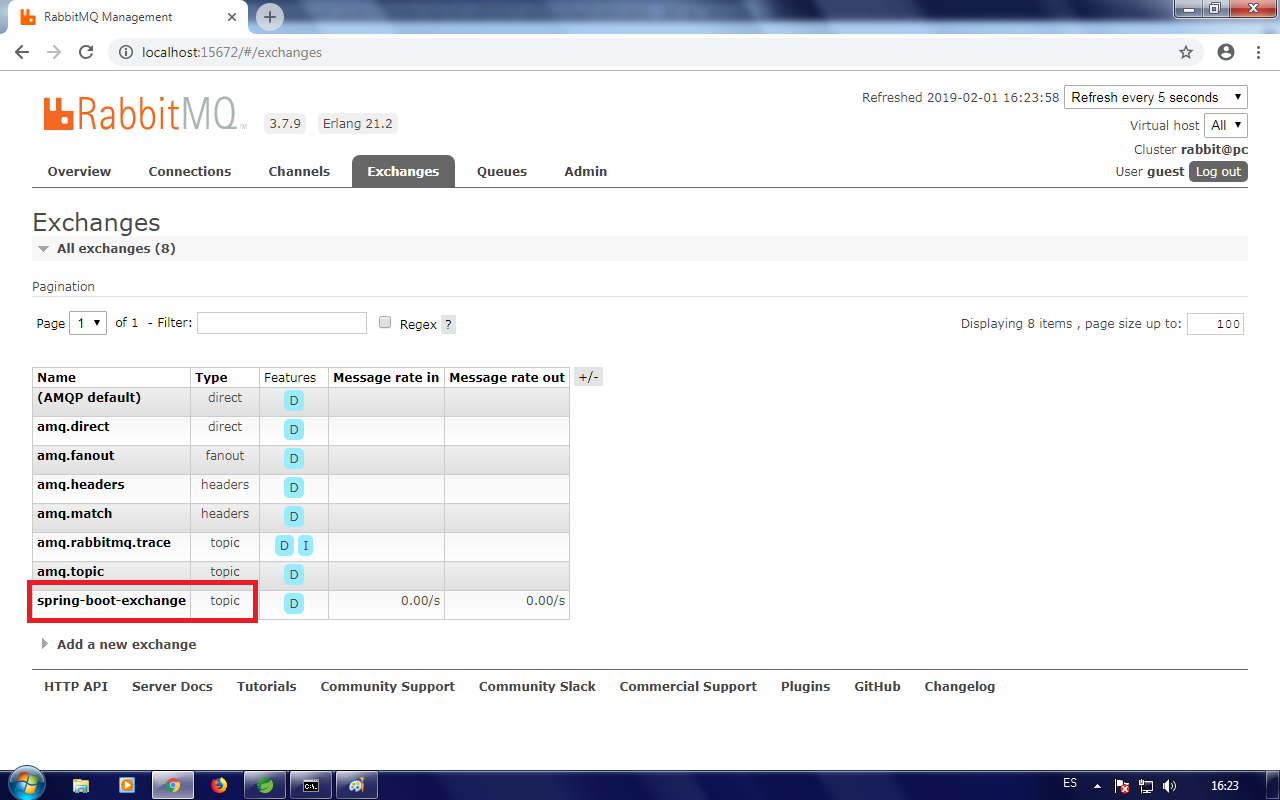 RabbitMQ Management
localhost:15672/#/exchanges
Refreshed 2019-02-01 16:23:58 Refresh every 5 seconds
RabbitMQ TM 3.7.9 Erlang 21.2
Virtual host All
Cluster rabbit@pc
User guest Log out
Overview Connections Channels Exchanges Queues Admin
Exchanges
All exchanges (8)
Pagination
Page 1 of 1 - Filter: Regex ? Displaying 8 items , page size up to: 100
Name Type Features Message rate in Message rate out +/-
(AMQP default) direct D
amq.direct direct D
amq.fanout fanout D
amq.headers headers D
amq.match headers D
amq.rabbitmq.trace topic D I
amq.topic topic D
spring-boot-exchange topic D 0.00/s 0.00/s
Add a new exchange
HTTP API Server Docs Tutorials Community Support Community Slack Commercial Support Plugins GitHub Changelog
ES 16:23